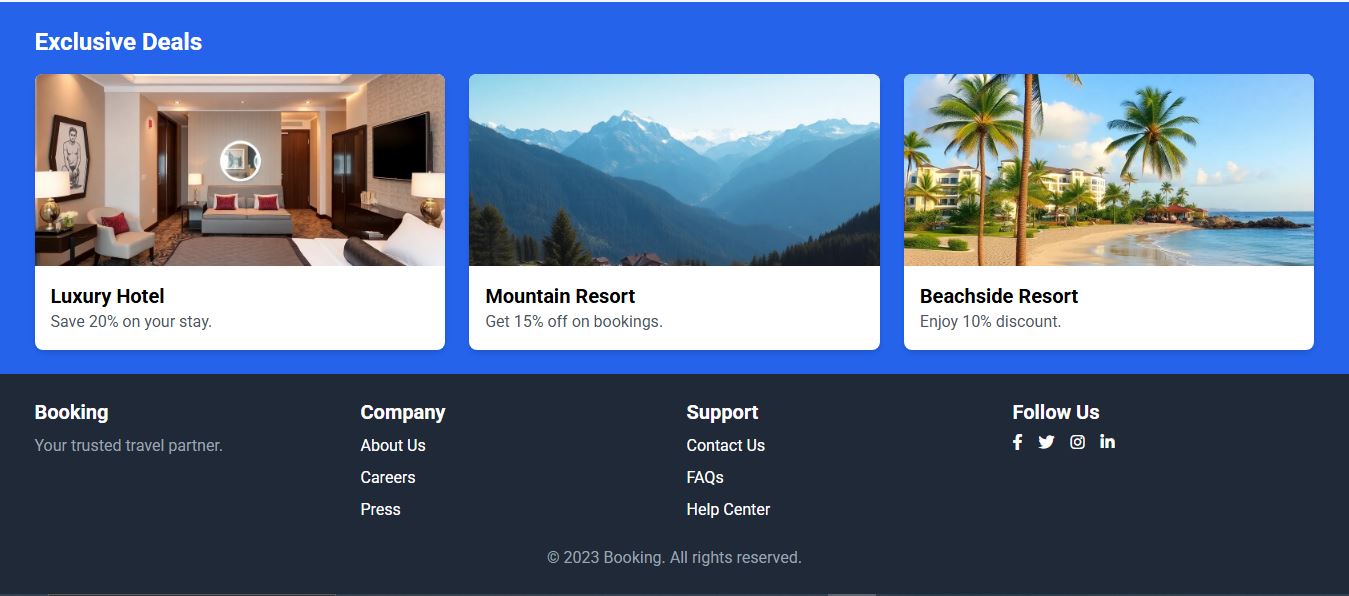 Exclusive Deals
Luxury Hotel
Save 20% on your stay.
Mountain Resort
Get 15% off on bookings.
Beachside Resort
Enjoy 10% discount.
Booking
Your trusted travel partner.
Company
About Us
Careers
Press
Support
Contact Us
FAQs
Help Center
Follow Us
© 2023 Booking. All rights reserved.